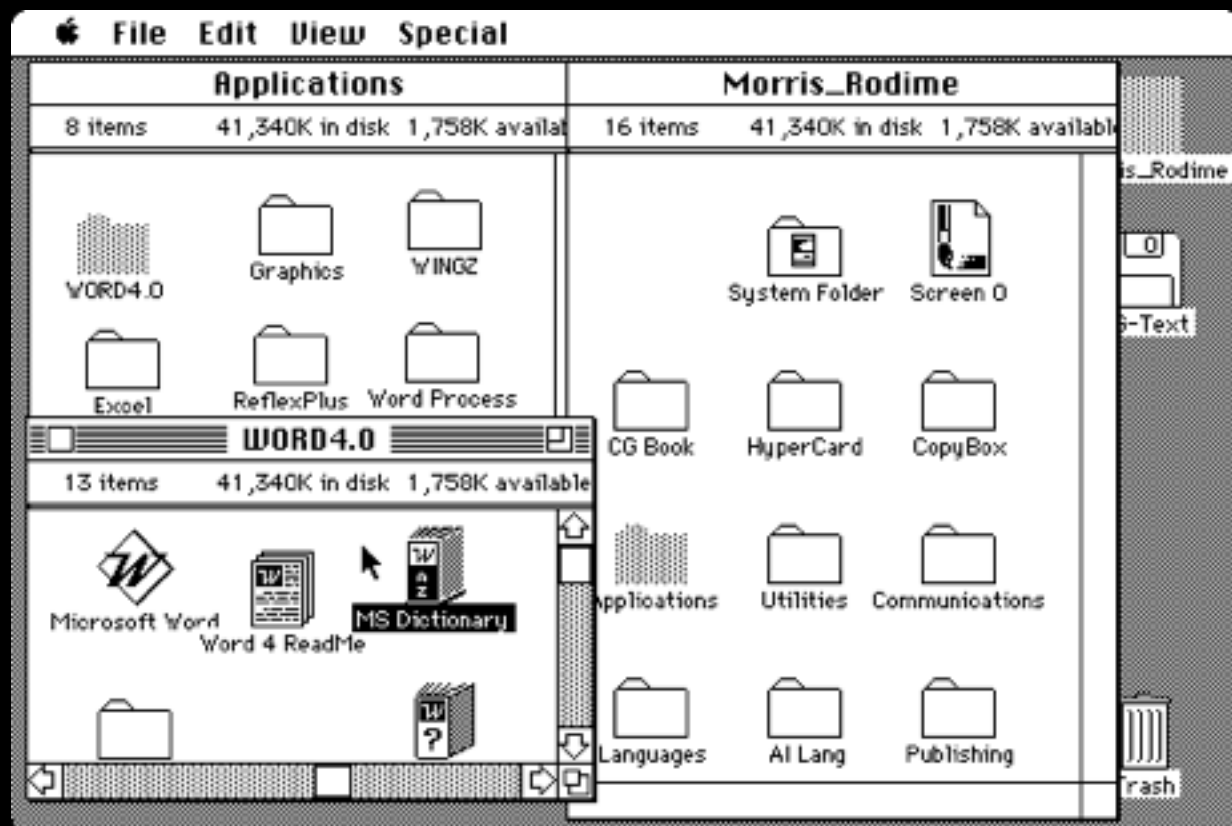 File Edit View Special
Applications
8 items 41,340K in disk 1,758K availab
WORD4.0
Graphics
WINGZ
Excel
ReflexPlus
Word Process
Morris_Rodime
16 items 41,340K in disk 1,758K available
System Folder
Screen 0
CG Book
HyperCard
CopyBox
Applications
Utilities
Communications
Languages
AI Lang
Publishing
WORD4.0
13 items 41,340K in disk 1,758K available
W
Microsoft Word
W
Word 4 ReadMe
W
A
Z
MS Dictionary
W
?
is_Rodime
-Text
Trash